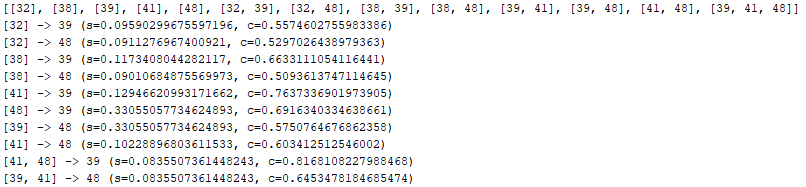 [[32], [38], [39], [41], [48], [32, 39], [32, 48], [38, 39], [38, 48], [39, 41], [39, 48], [41, 48], [39, 41, 48]]
[32] -> 39 (s=0.09590299675597196, c=0.5574602755983386)
[32] -> 48 (s=0.0911276967400921, c=0.5297026438979363)
[38] -> 39 (s=0.1173408044282117, c=0.6633111054116441)
[38] -> 48 (s=0.09010684875569973, c=0.5093613747114645)
[41] -> 39 (s=0.12946620993171662, c=0.7637336901973905)
[48] -> 39 (s=0.33055057734624893, c=0.6916340334638661)
[39] -> 48 (s=0.33055057734624893, c=0.5750764676862358)
[41] -> 48 (s=0.10228896803611533, c=0.603412512546002)
[41, 48] -> 39 (s=0.0835507361448243, c=0.8168108227988468)
[39, 41] -> 48 (s=0.0835507361448243, c=0.6453478184685474)